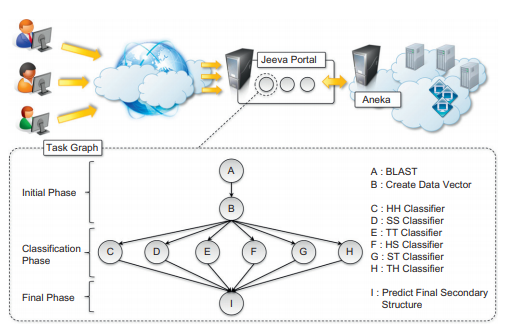 Jeeva Portal
Aneka
Task Graph
Initial Phase
Classification
Phase
Final Phase
A
B
C
D
E
F
G
H
I
A : BLAST
B : Create Data Vector
C : HH Classifier
D : SS Classifier
E : TT Classifier
F : HS Classifier
G : ST Classifier
H : TH Classifier
I : Predict Final Secondary
Structure